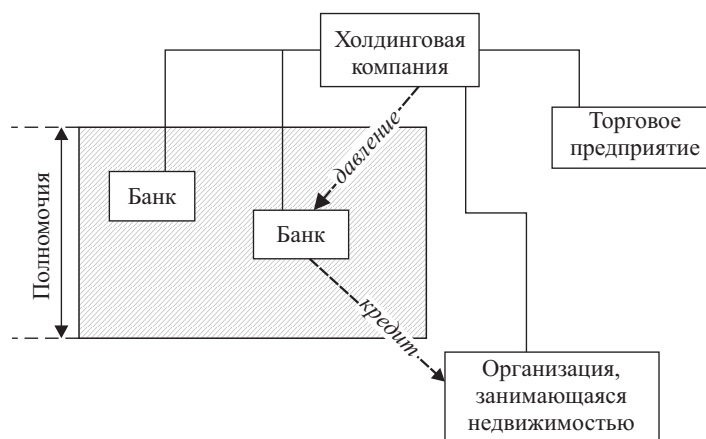 Холдинговая
компания
Торговое
предприятие
давление
Полномочия
Банк
Банк
кредит
Организация,
занимающаяся
недвижимостью